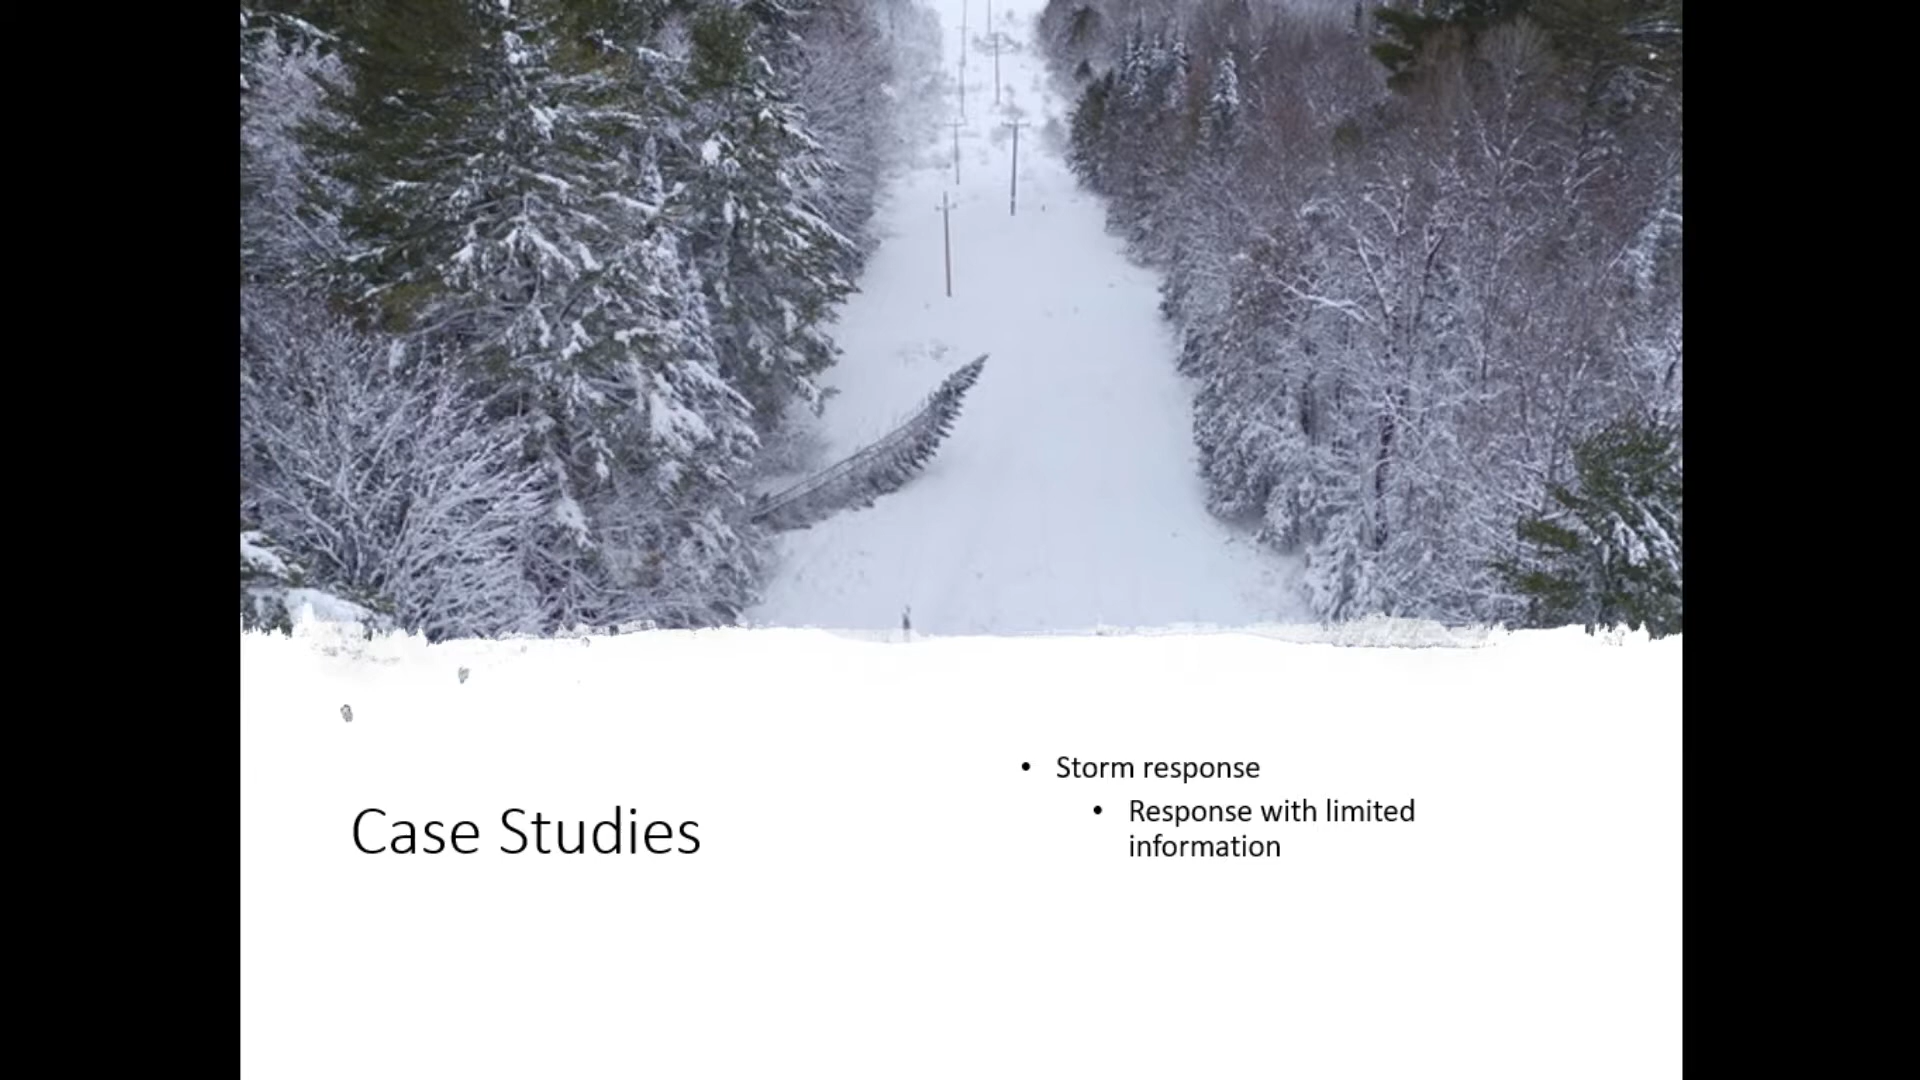 Case Studies
• Storm response
• Response with limited
information